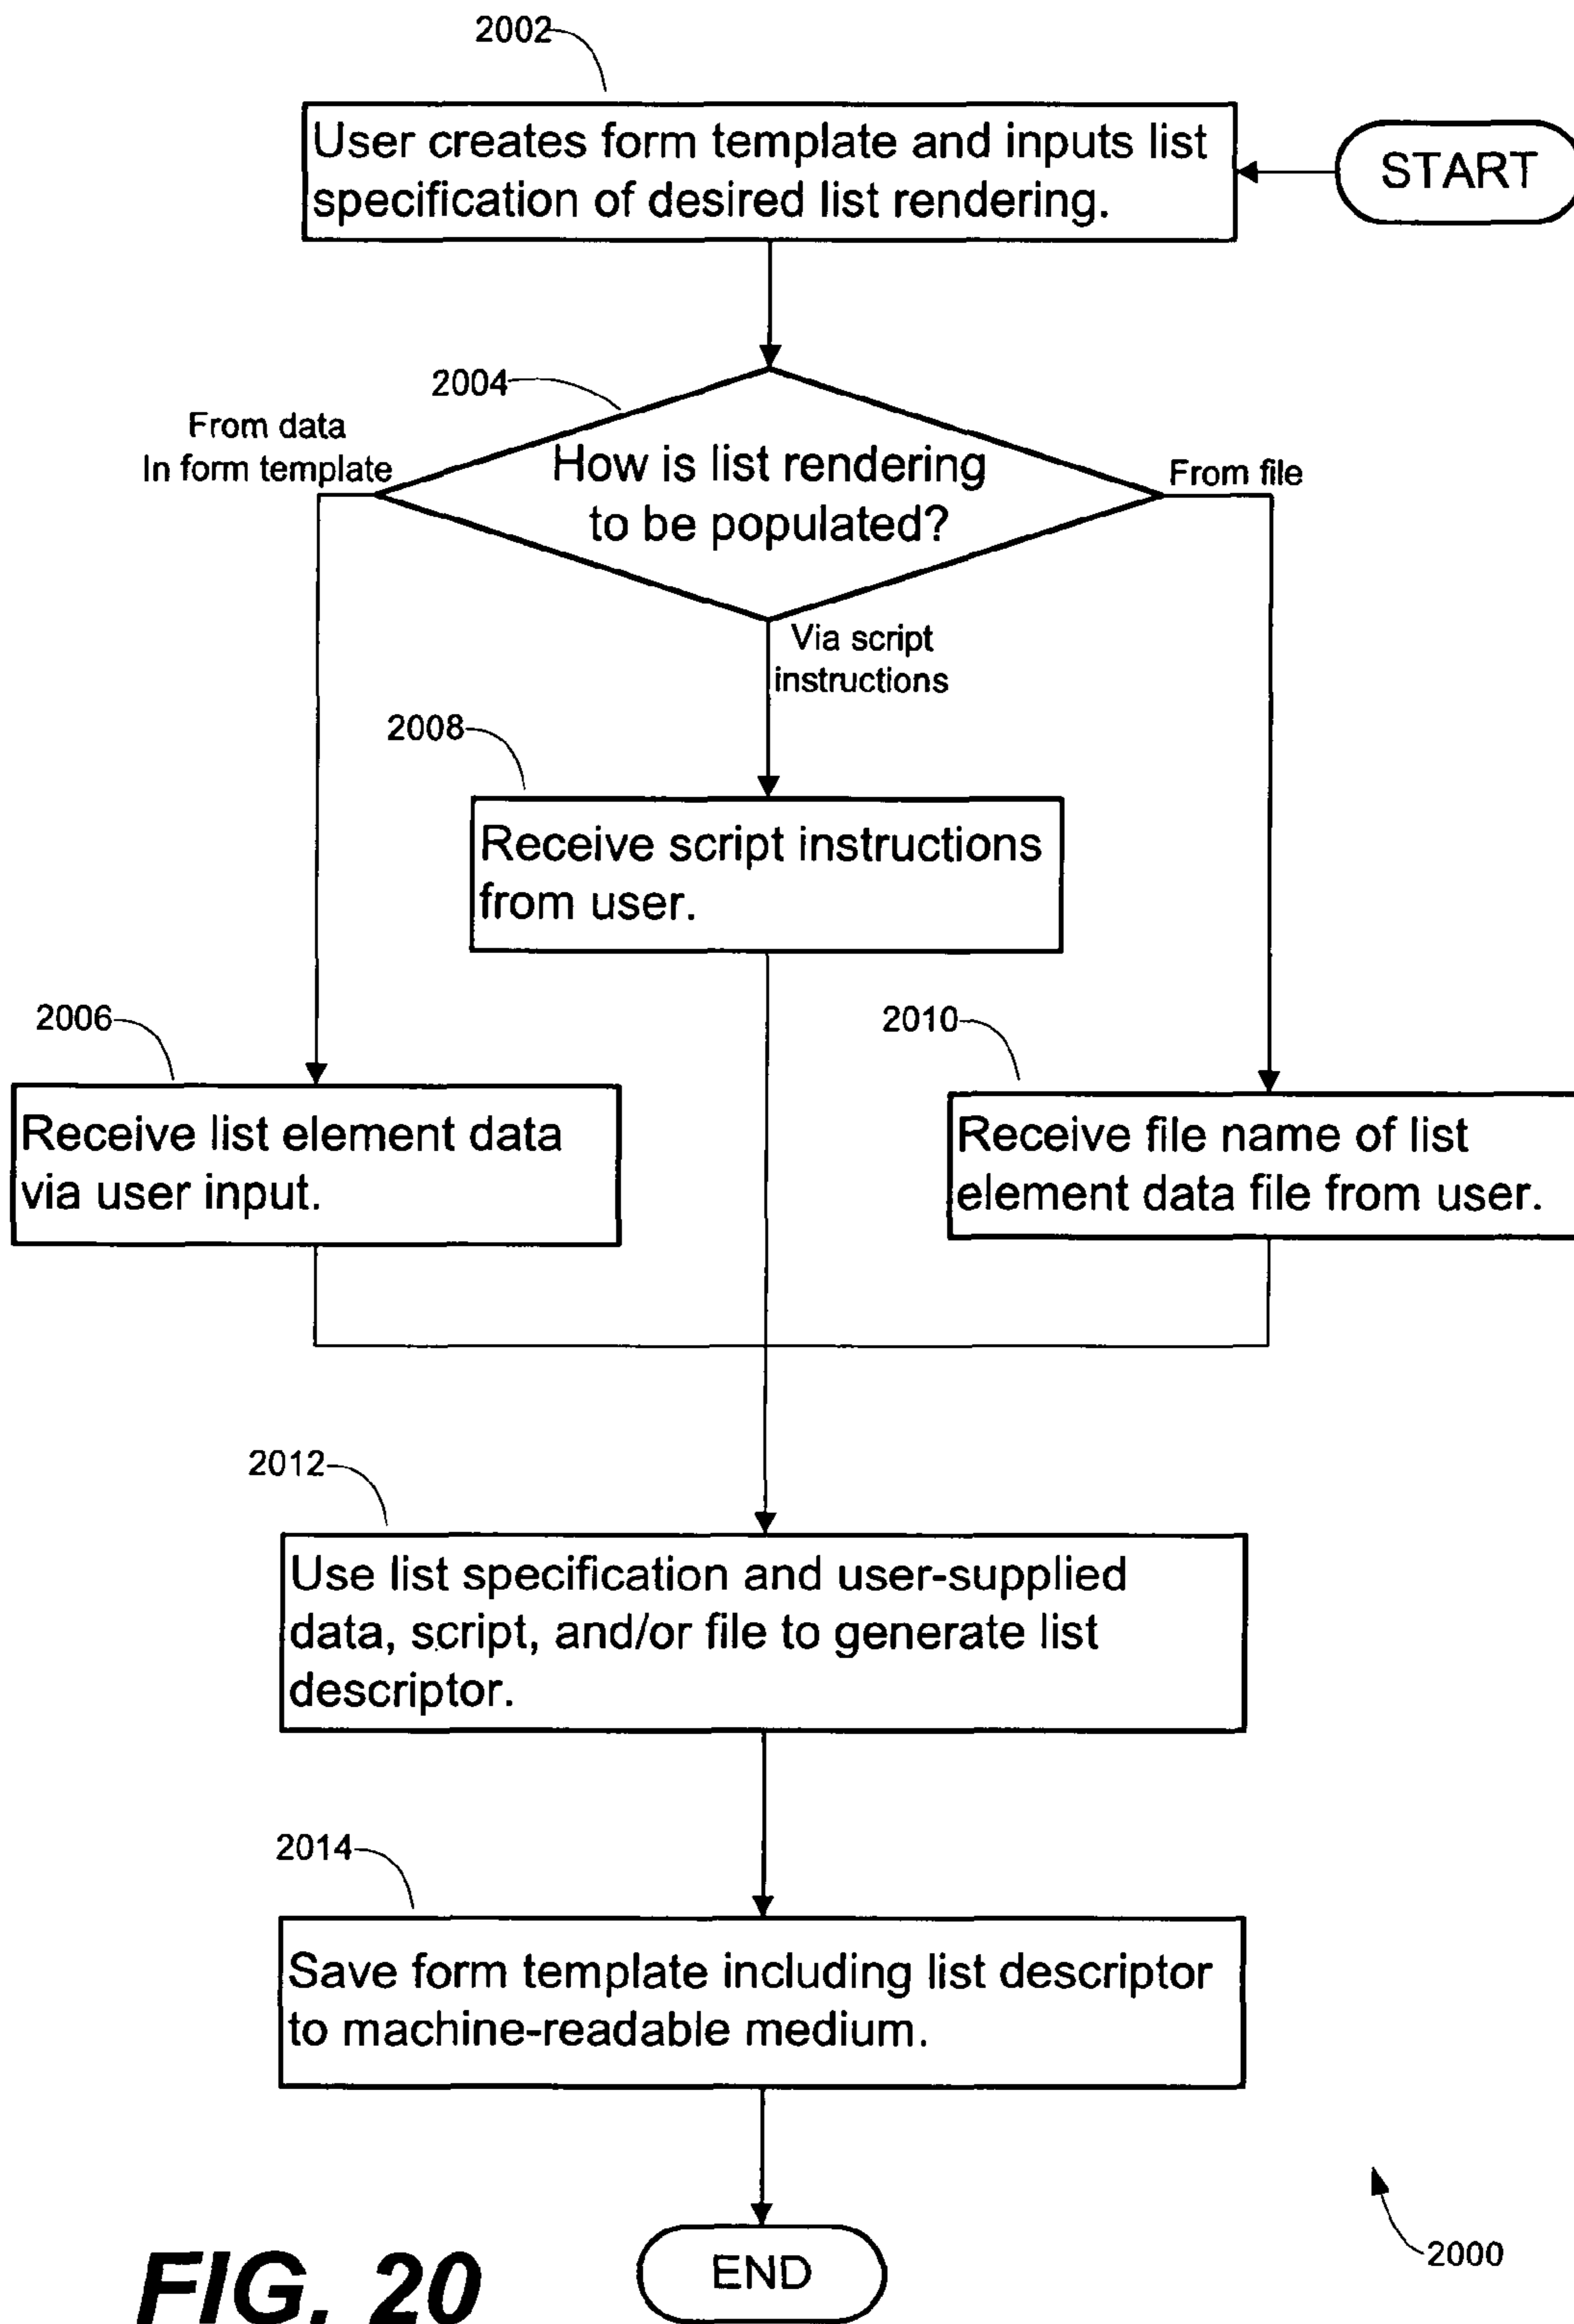 2002
User creates form template and inputs list
specification of desired list rendering.
START
2004
From data
In form template
How is list rendering
to be populated?
From file
Via script
instructions
2008
Receive script instructions
from user.
2006
Receive list element data
via user input.
2010
Receive file name of list
element data file from user.
2012
Use list specification and user-supplied
data, script, and/or file to generate list
descriptor.
2014
Save form template including list descriptor
to machine-readable medium.
END
2000
FIG. 20